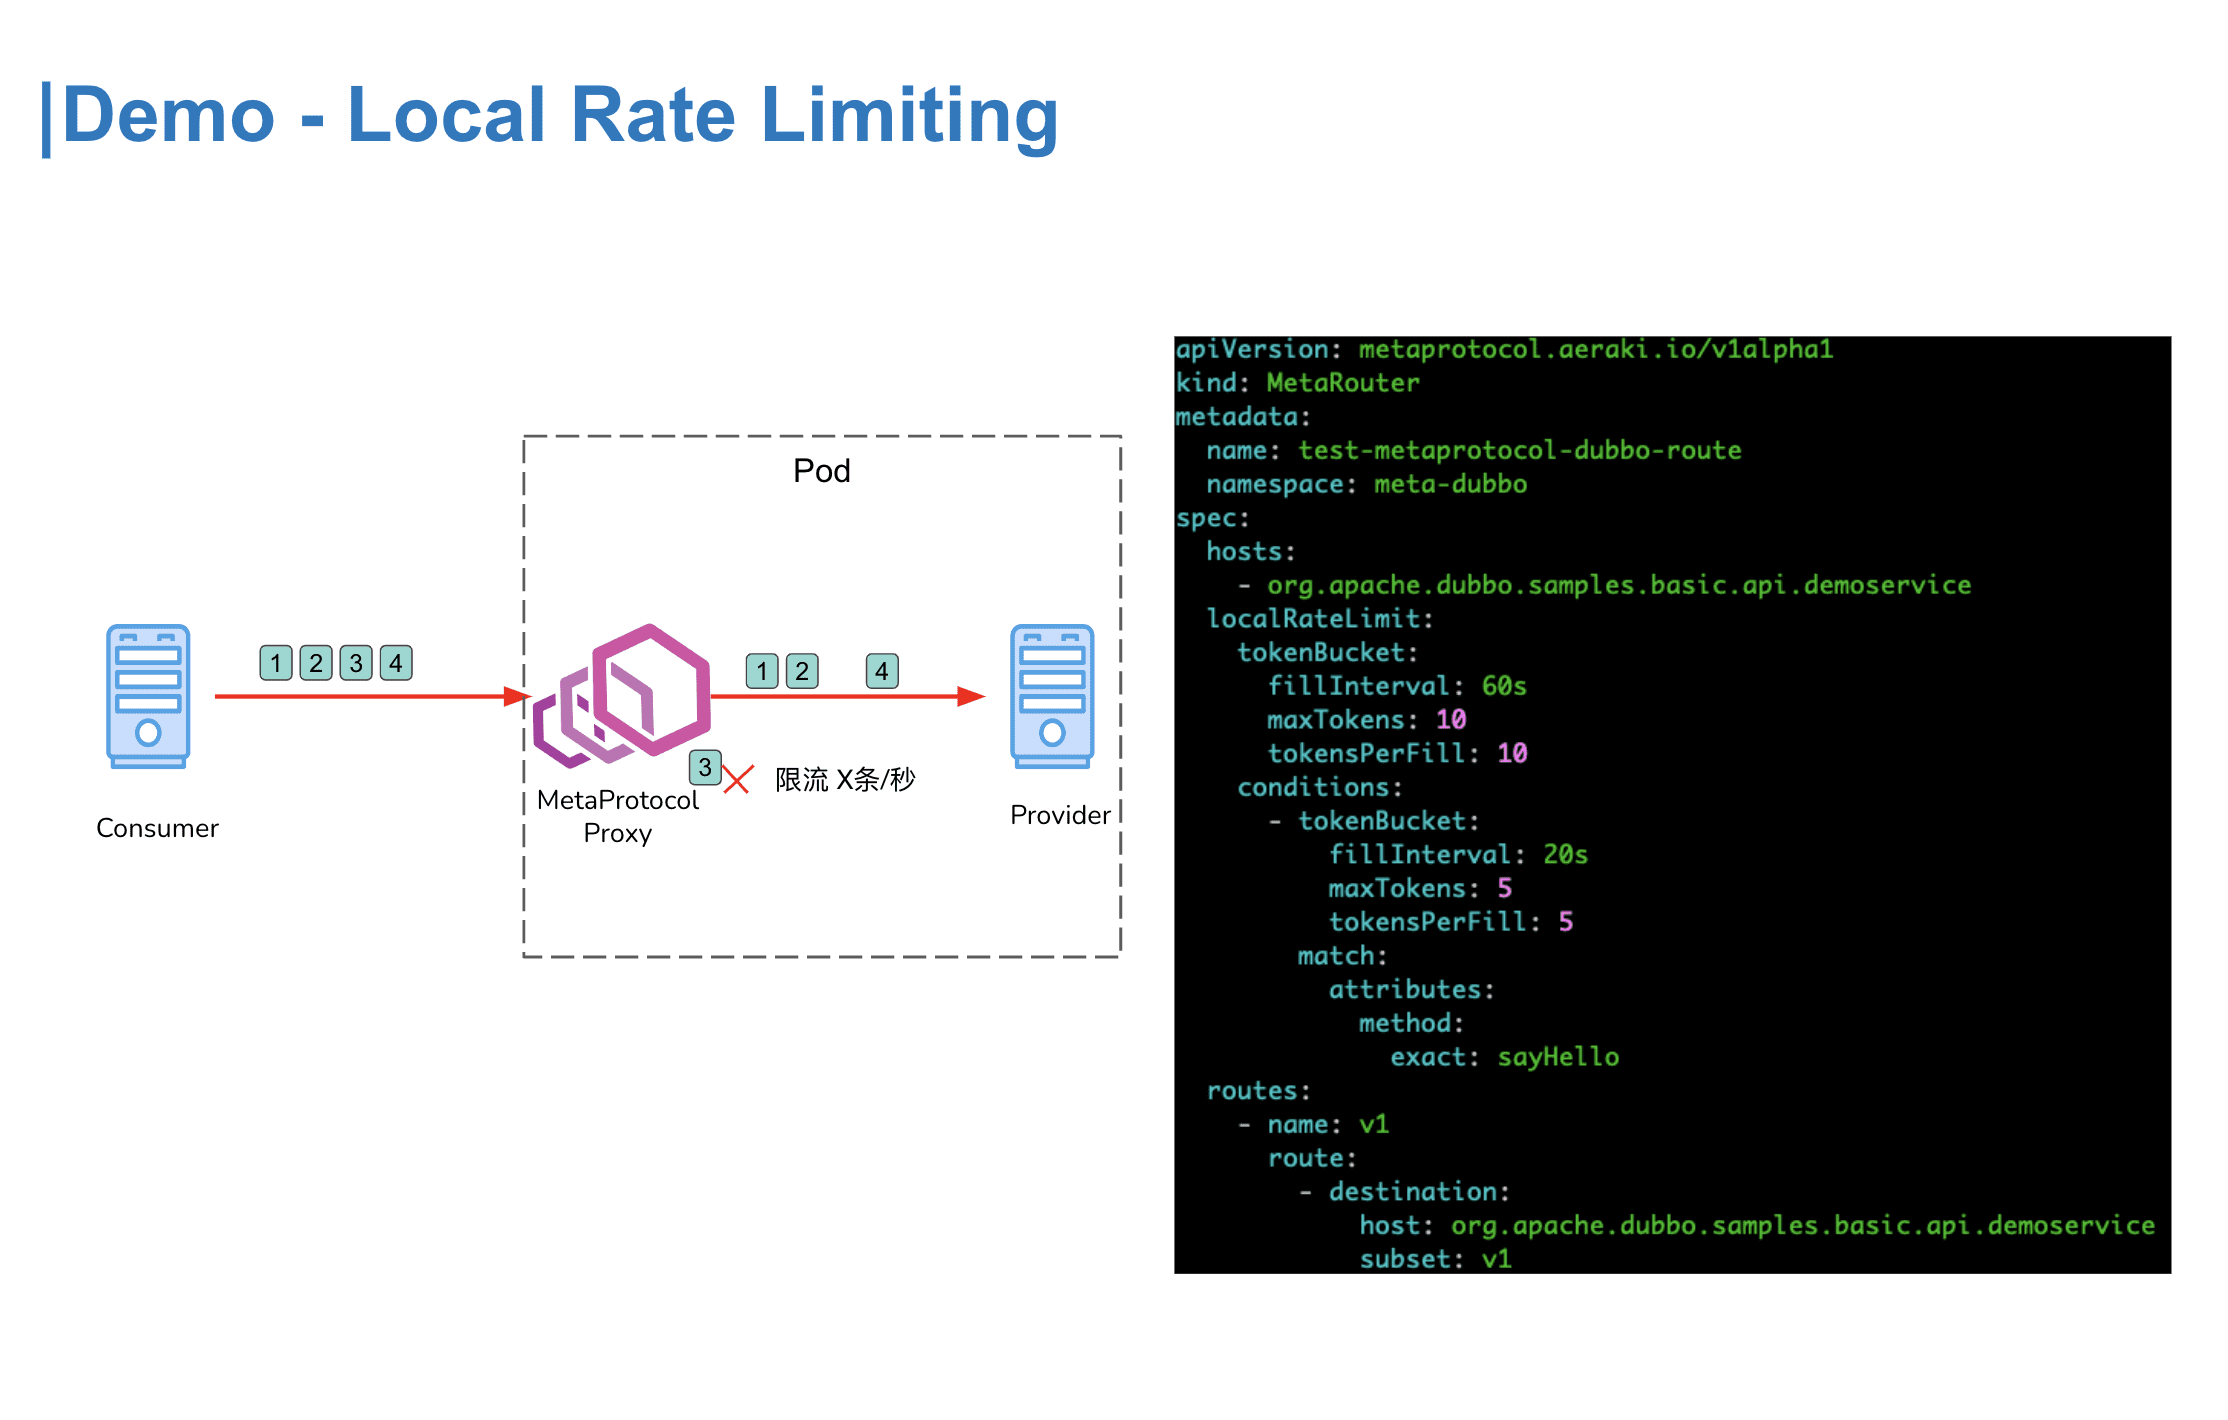 |Demo - Local Rate Limiting
Pod
1 2 3 4
1 2 4
3
限流 X条/秒
MetaProtocol
Proxy
Consumer
Provider
apiVersion: metaprotocol.aeraki.io/v1alpha1
kind: MetaRouter
metadata:
  name: test-metaprotocol-dubbo-route
  namespace: meta-dubbo
spec:
  hosts:
    - org.apache.dubbo.samples.basic.api.demoservice
  localRateLimit:
    tokenBucket:
      fillInterval: 60s
      maxTokens: 10
      tokensPerFill: 10
    conditions:
      - tokenBucket:
          fillInterval: 20s
          maxTokens: 5
          tokensPerFill: 5
        match:
          attributes:
            method:
              exact: sayHello
  routes:
    - name: v1
      route:
        - destination:
            host: org.apache.dubbo.samples.basic.api.demoservice
            subset: v1